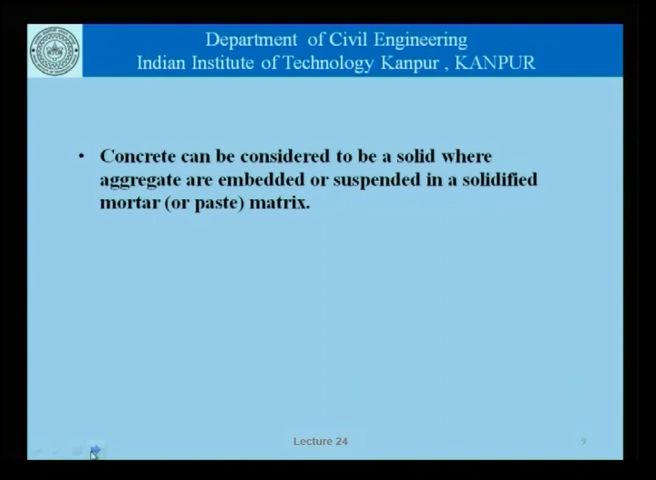 Department of Civil Engineering
Indian Institute of Technology Kanpur , KANPUR
• Concrete can be considered to be a solid where
aggregate are embedded or suspended in a solidified
mortar (or paste) matrix.
Lecture 24
9